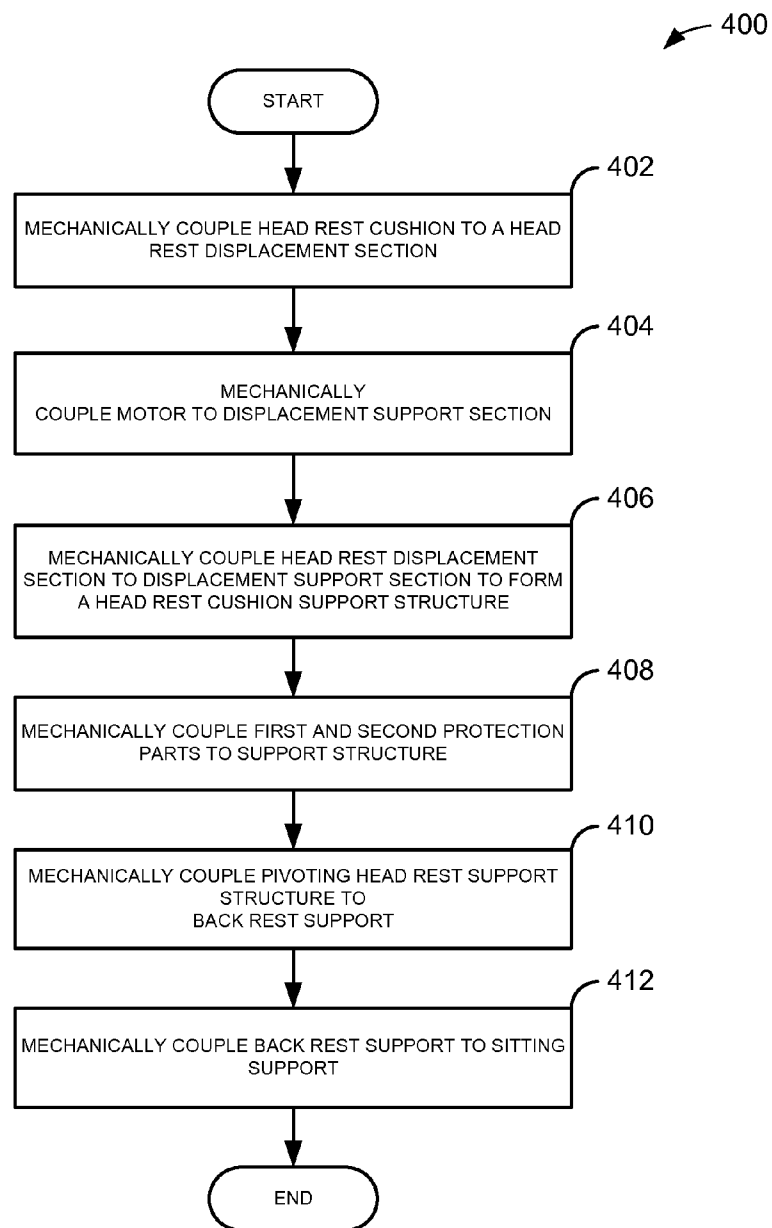 400
START
402
MECHANICALLY COUPLE HEAD REST CUSHION TO A HEAD
REST DISPLACEMENT SECTION
404
MECHANICALLY
COUPLE MOTOR TO DISPLACEMENT SUPPORT SECTION
406
MECHANICALLY COUPLE HEAD REST DISPLACEMENT
SECTION TO DISPLACEMENT SUPPORT SECTION TO FORM
A HEAD REST CUSHION SUPPORT STRUCTURE
408
MECHANICALLY COUPLE FIRST AND SECOND PROTECTION
PARTS TO SUPPORT STRUCTURE
410
MECHANICALLY COUPLE PIVOTING HEAD REST SUPPORT
STRUCTURE TO
BACK REST SUPPORT
412
MECHANICALLY COUPLE BACK REST SUPPORT TO SITTING
SUPPORT
END